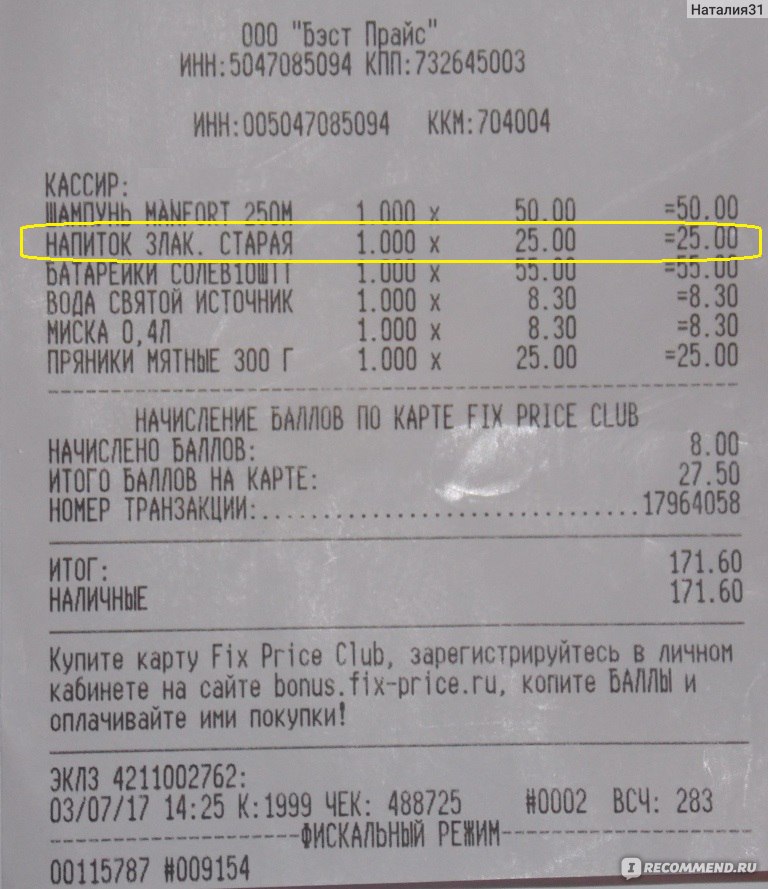 Наталия31
ООО "Бэст Прайс"
ИНН:5047085094 КПП:732645003
ИНН:005047085094 ККМ:704004
КАССИР:
ШАМПУНЬ MANFORT 250М 1.000 x 50.00 =50.00
НАПИТОК ЗЛАК. СТАРАЯ 1.000 x 25.00 =25.00
БАТАРЕЙКИ СОЛЕВ10ШТ 1.000 x 55.00 =55.00
ВОДА СВЯТОЙ ИСТОЧНИК 1.000 x 8.30 =8.30
МИСКА 0,4Л 1.000 x 8.30 =8.30
ПРЯНИКИ МЯТНЫЕ 300 Г 1.000 x 25.00 =25.00
НАЧИСЛЕНИЕ БАЛЛОВ ПО КАРТЕ FIX PRICE CLUB
НАЧИСЛЕНО БАЛЛОВ: 8.00
ИТОГО БАЛЛОВ НА КАРТЕ: 27.50
НОМЕР ТРАНЗАКЦИИ:................................17964058
ИТОГ: 171.60
НАЛИЧНЫЕ 171.60
Купите карту Fix Price Club, зарегистрируйтесь в личном
кабинете на сайте bonus.fix-price.ru, копите БАЛЛЫ и
оплачивайте ими покупки!
ЭКЛЗ 4211002762:
03/07/17 14:25 К:1999 ЧЕК: 488725 #0002 ВСЧ: 283
--------------------ФИСКАЛЬНЫЙ РЕЖИМ--------------------
00115787 #009154
IRECOMMEND.RU